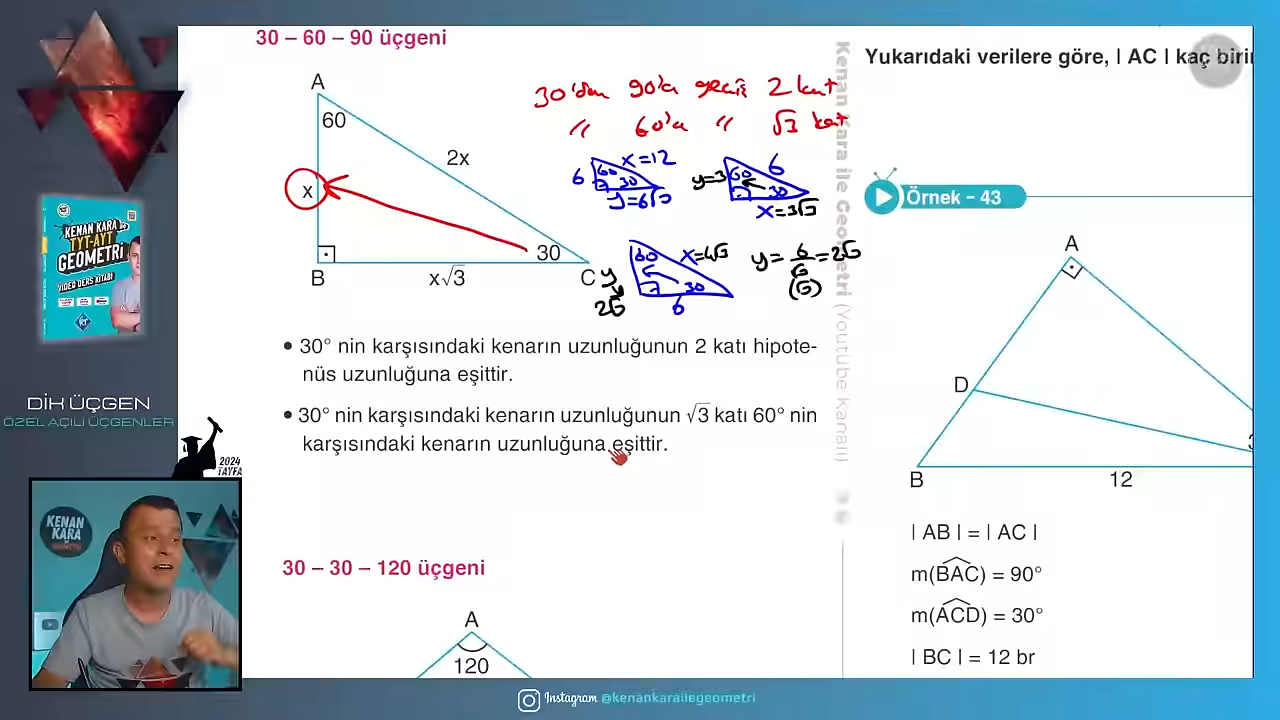 30 – 60 – 90 üçgeni
A
60
2x
x
30
B
x√3
C
30'dan 90'a geçiş 2 kat
" 60'a " √3 kat
6
60
x=12
30
y=6√3
y=3
60
6
30
x=3√3
60
x=4√3
y
2√3
30
6
y = 6/√3 = 2√3
(√3)
• 30° nin karşısındaki kenarın uzunluğunun 2 katı hipote-
nüs uzunluğuna eşittir.
• 30° nin karşısındaki kenarın uzunluğunun √3 katı 60° nin
karşısındaki kenarın uzunluğuna eşittir.
30 – 30 – 120 üçgeni
A
120
Kenan Kara ile Geometri (Youtube Kanalı)
Yukarıdaki verilere göre, | AC | kaç biri
Örnek - 43
A
D
B
12
| AB | = | AC |
m(BAC) = 90°
m(ACD) = 30°
| BC | = 12 br
KENAN KARA ile
TYT-AYT
GEOMETRİ
VİDEO DERS KİTABI
DİK ÜÇGEN
ÖZEL AÇILI ÜÇGENLER
2024
TAYFA
KENAN
KARA
Instagram @kenankarailegeometri